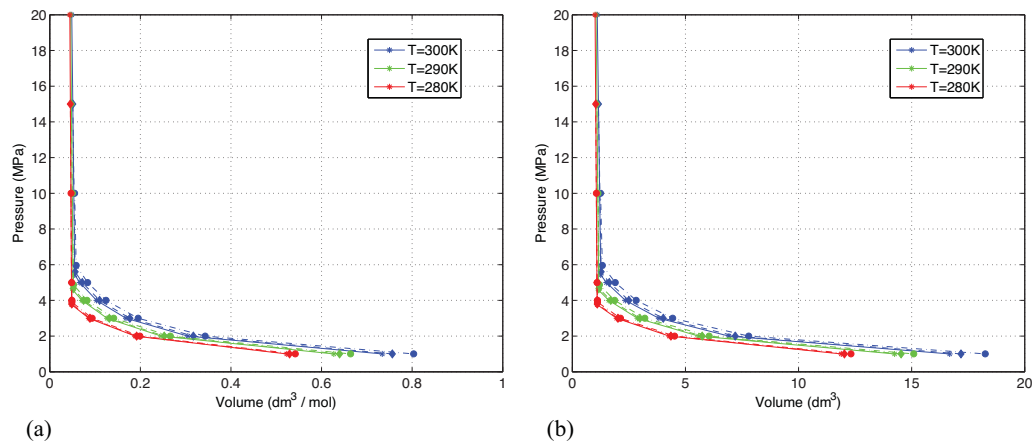 20
18
16
14
12
10
8
6
4
2
0
Pressure (MPa)
0 0.2 0.4 0.6 0.8 1
Volume (dm³ / mol)
T=300K
T=290K
T=280K
(a)
20
18
16
14
12
10
8
6
4
2
0
Pressure (MPa)
0 5 10 15 20
Volume (dm³)
T=300K
T=290K
T=280K
(b)